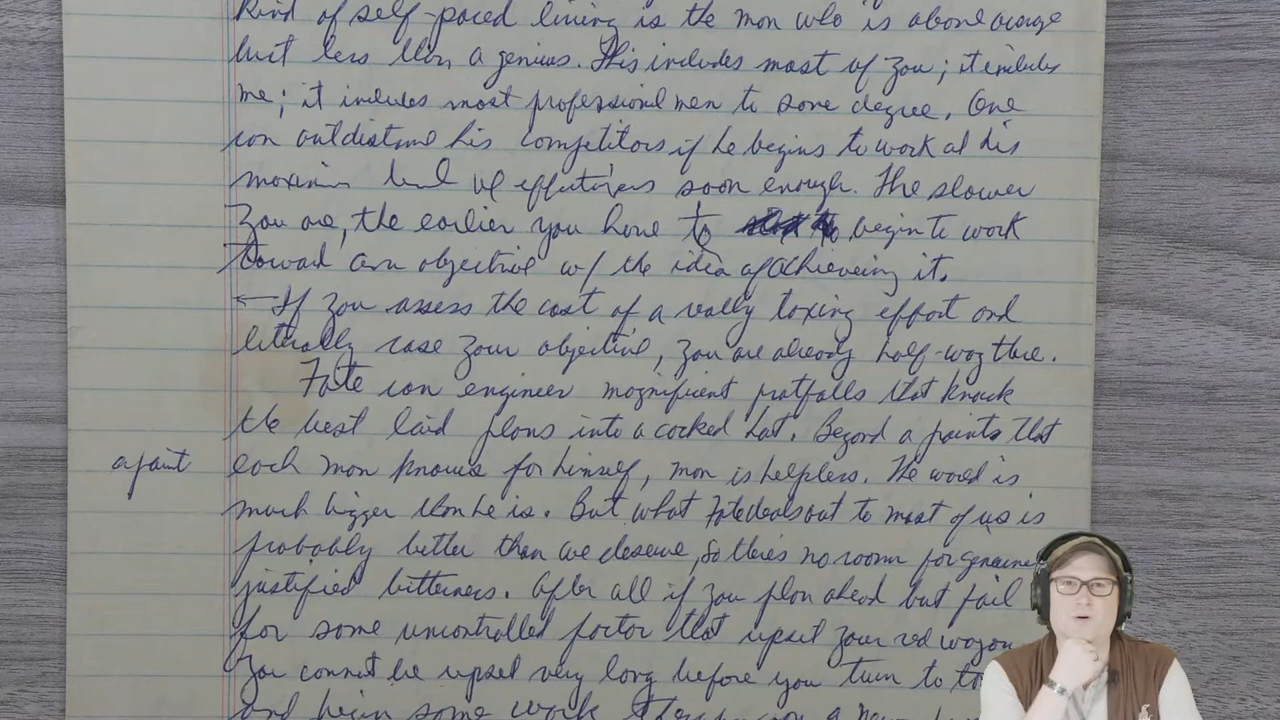 kind of self-paced living is the man who is above average
but less than a genius. This includes most of you; it includes
me; it includes most professional men to some degree. One
can outdistance his competitors if he begins to work at his
maximum level of effectiveness soon enough. The slower
you are, the earlier you have to begin to work
toward an objective w/ the idea of achieveing it.
← If you assess the cost of a really taxing effort and
literally case your objective, you are already half-way there.
Fate can engineer magnificent pratfalls that knock
the best laid plans into a cocked hat. Beyond a points that
a point
each man knows for himself, man is helpless. The world is
much bigger than he is. But what Fate deals out to most of us is
probably better than we deserve, so there's no room for genuine
justified bitterness. After all if you plan ahead but fail
for some uncontrolled factor that upset your red wagon
you cannot be upset very long before you turn to
and begin some work